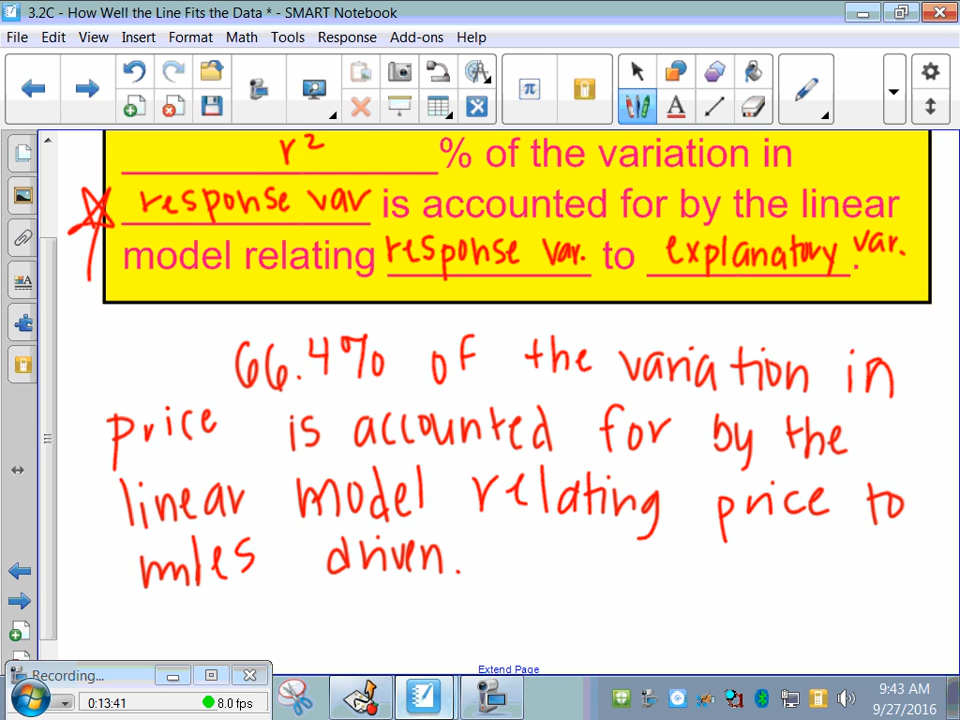 3.2C - How Well the Line Fits the Data * - SMART Notebook
File Edit View Insert Format Math Tools Response Add-ons Help
r² % of the variation in
response var is accounted for by the linear
model relating response var. to explanatory var.
66.4% of the variation in
price is accounted for by the
linear model relating price to
miles driven.
Extend Page
Recording...
0:13:41 8.0 fps
9:43 AM
9/27/2016